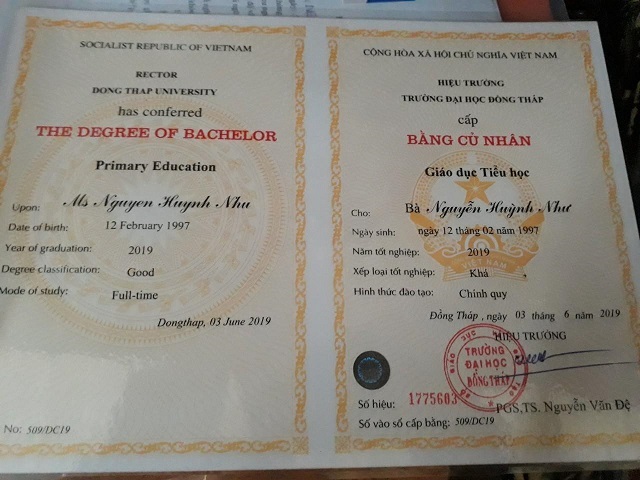 SOCIALIST REPUBLIC OF VIETNAM
RECTOR
DONG THAP UNIVERSITY
has conferred
THE DEGREE OF BACHELOR
Primary Education
Upon: Ms Nguyen Huynh Nhu
Date of birth: 12 February 1997
Year of graduation: 2019
Degree classification: Good
Mode of study: Full-time
Dongthap, 03 June 2019
No: 509/DC19
CỘNG HÒA XÃ HỘI CHỦ NGHĨA VIỆT NAM
HIỆU TRƯỞNG
TRƯỜNG ĐẠI HỌC ĐỒNG THÁP
cấp
BẰNG CỬ NHÂN
Giáo dục Tiểu học
Cho: Bà Nguyễn Huỳnh Như
Ngày sinh: ngày 12 tháng 02 năm 1997
Năm tốt nghiệp: 2019
Xếp loại tốt nghiệp: Khá
Hình thức đào tạo: Chính quy
Đồng Tháp, ngày 03 tháng 6 năm 2019
HIỆU TRƯỞNG
TRƯỜNG
ĐẠI HỌC
ĐỒNG THÁP
Số hiệu: 1775603
PGS,TS. Nguyễn Văn Đệ
Số vào sổ cấp bằng: 509/DC19
VIỆT NAM